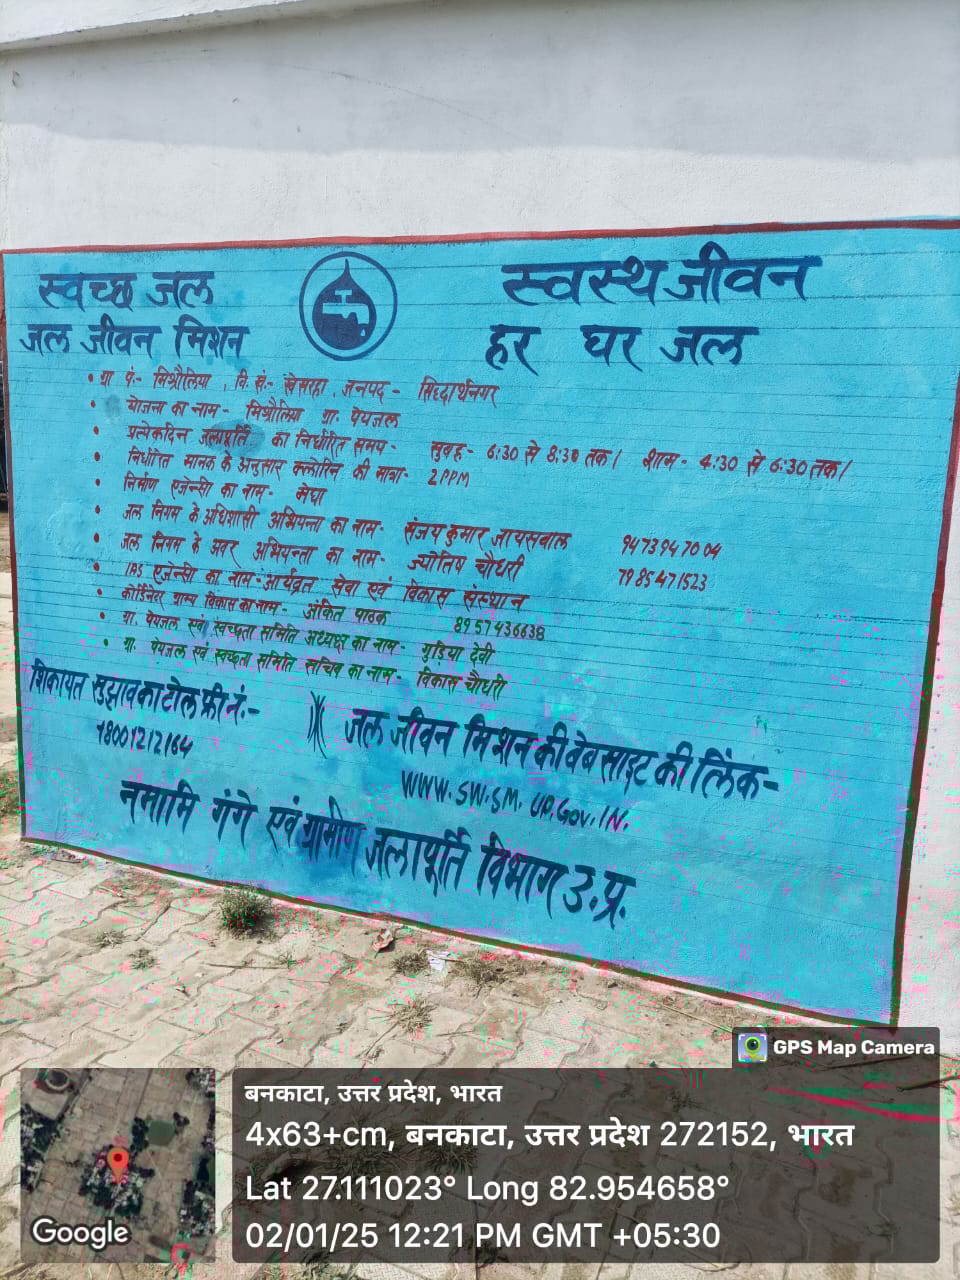 स्वच्छ जल
जल जीवन मिशन
स्वस्थ जीवन
हर घर जल
• ग्रा पं:- मिश्रौलिया , वि. खं:- खेसरहा , जनपद - सिध्दार्थनगर
• योजना का नाम - मिश्रौलिया ग्रा. पेयजल
• प्रत्येकदिन जलापूर्ति का निर्धारित समय - सुबह - 6:30 से 8:30 तक। शाम - 4:30 से 6:30 तक।
• निर्धारित मानक के अनुसार क्लोरिन की मात्रा - 2PPM
• निर्माण एजेन्सी का नाम - मेघा
• जल निगम के अधिशासी अभियन्ता का नाम - संजय कुमार जायसवाल 9473947004
• जल निगम के अवर अभियन्ता का नाम - ज्योतिष चौधरी 7985471523
• IAS एजेन्सी का नाम - आर्यव्रत सेवा एवं विकास संस्थान
• कोर्डिनेटर ग्राम्य विकास का नाम - अंकित पाठक 8957436638
• ग्रा. पेयजल एवं स्वच्छता समिति अध्यक्ष का नाम - गुड़िया देवी
• ग्रा. पेयजल एवं स्वच्छता समिति सचिव का नाम - विकास चौधरी
शिकायत सुझाव का टोल फ्री नं:-
18001212164
जल जीवन मिशन की वेब साइट की लिंक -
WWW.SW.SM.UP.Gov.IN.
नमामि गंगे एवं ग्रामीण जलापूर्ति विभाग उ.प्र.
GPS Map Camera
बनकाटा, उत्तर प्रदेश, भारत
4x63+cm, बनकाटा, उत्तर प्रदेश 272152, भारत
Lat 27.111023° Long 82.954658°
02/01/25 12:21 PM GMT +05:30
Google